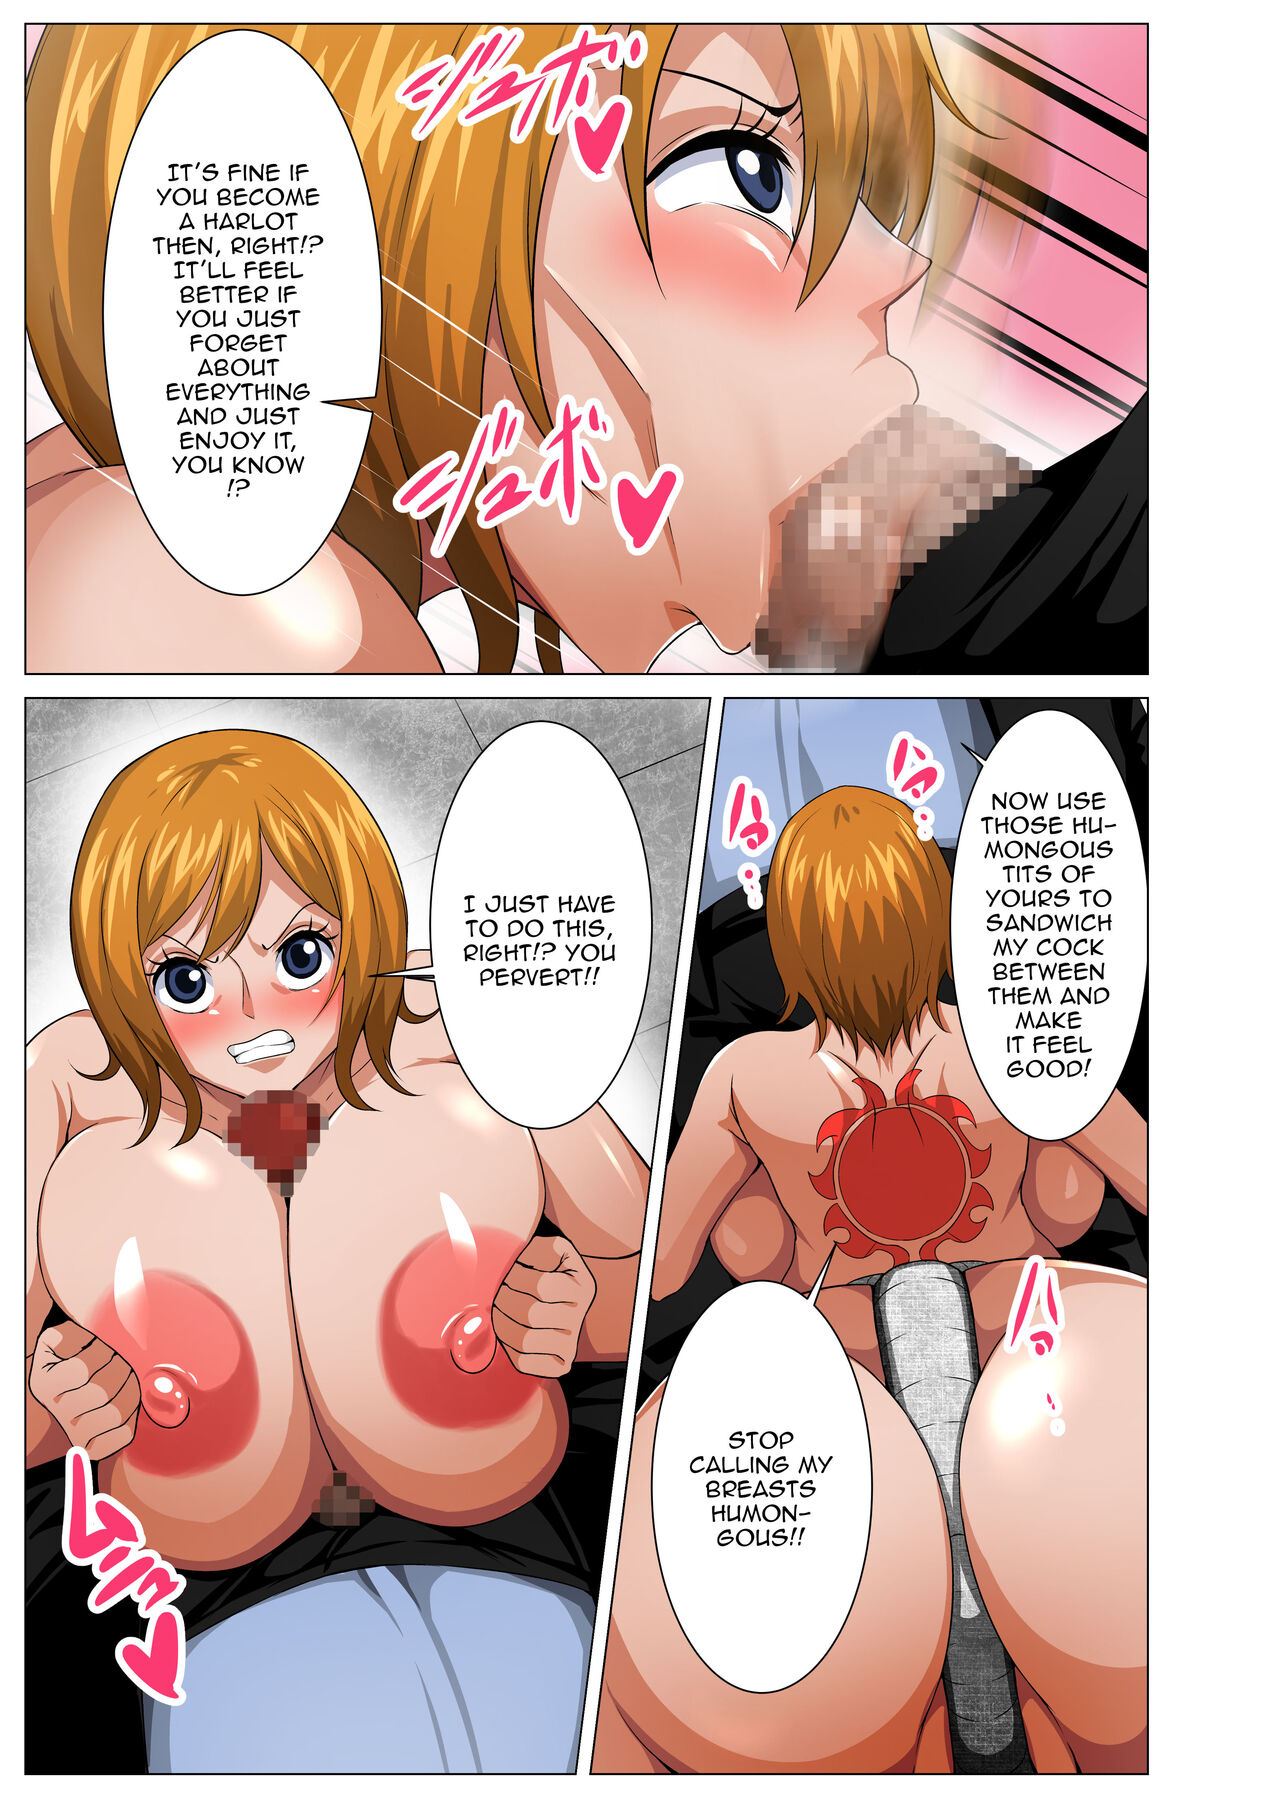 ジュボ
IT'S FINE IF
YOU BECOME
A HARLOT
THEN, RIGHT!?
IT'LL FEEL
BETTER IF
YOU JUST
FORGET
ABOUT
EVERYTHING
AND JUST
ENJOY IT,
YOU KNOW
!?
ジュボ
NOW USE
THOSE HU-
MONGOUS
TITS OF
YOURS TO
SANDWICH
MY COCK
BETWEEN
THEM AND
MAKE
IT FEEL
GOOD!
STOP
CALLING MY
BREASTS
HUMON-
GOUS!!
I JUST HAVE
TO DO THIS,
RIGHT!? YOU
PERVERT!!
ムリュ